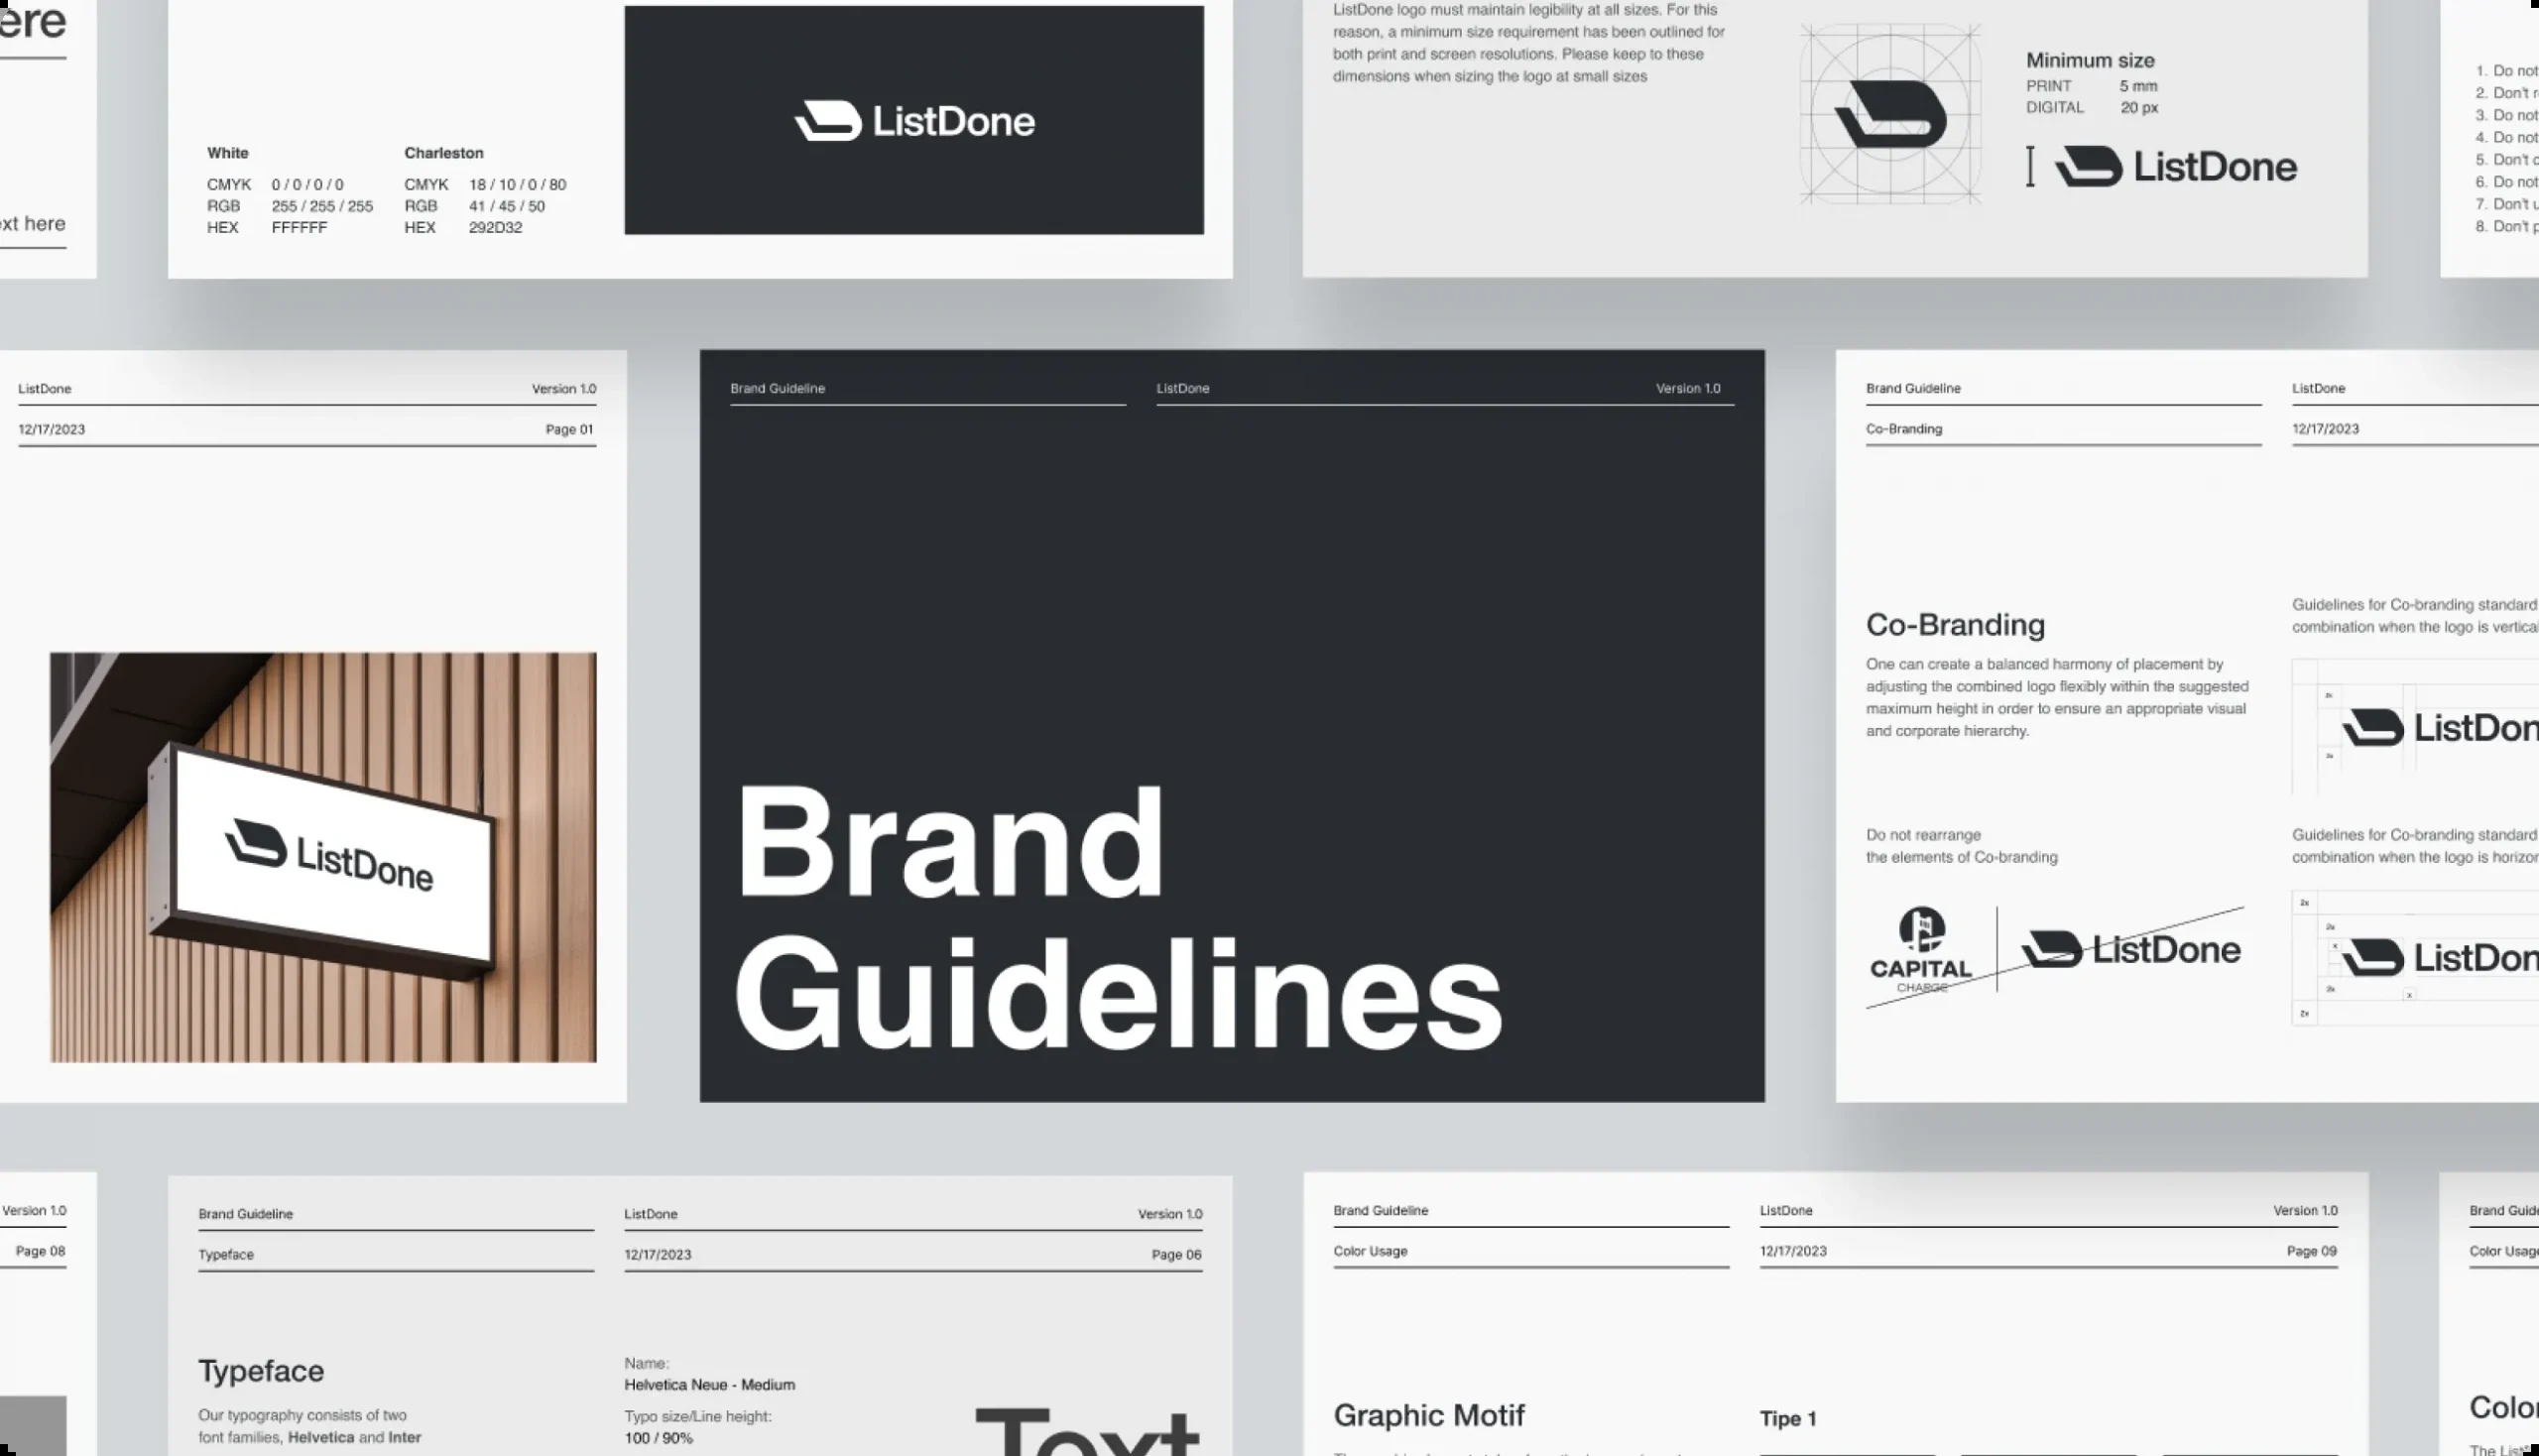 ere
ext here
White
CMYK 0 / 0 / 0 / 0
RGB 255 / 255 / 255
HEX FFFFFF
Charleston
CMYK 18 / 10 / 0 / 80
RGB 41 / 45 / 50
HEX 292D32
ListDone
ListDone logo must maintain legibility at all sizes. For this
reason, a minimum size requirement has been outlined for
both print and screen resolutions. Please keep to these
dimensions when sizing the logo at small sizes
Minimum size
PRINT 5 mm
DIGITAL 20 px
ListDone
1. Do not
2. Don't
3. Do not
4. Do not
5. Don't
6. Do not
7. Don't
8. Don't
ListDone Version 1.0
12/17/2023 Page 01
ListDone
Brand Guideline ListDone Version 1.0
Brand
Guidelines
Brand Guideline ListDone
Co-Branding 12/17/2023
Co-Branding
One can create a balanced harmony of placement by
adjusting the combined logo flexibly within the suggested
maximum height in order to ensure an appropriate visual
and corporate hierarchy.
Guidelines for Co-branding standard
combination when the logo is vertical
2x
ListDon
2x
Do not rearrange
the elements of Co-branding
CAPITAL
CHARGE
ListDone
Guidelines for Co-branding standard
combination when the logo is horizon
2x
2x
x
ListDon
2x
x
2x
Version 1.0
Page 08
Brand Guideline ListDone Version 1.0
Typeface 12/17/2023 Page 06
Typeface
Our typography consists of two
font families, Helvetica and Inter
Name:
Helvetica Neue - Medium
Typo size/Line height:
100 / 90%
Text
Brand Guideline ListDone Version 1.0
Color Usage 12/17/2023 Page 09
Graphic Motif
Tipe 1
Brand Guide
Color Usage
Color
The List